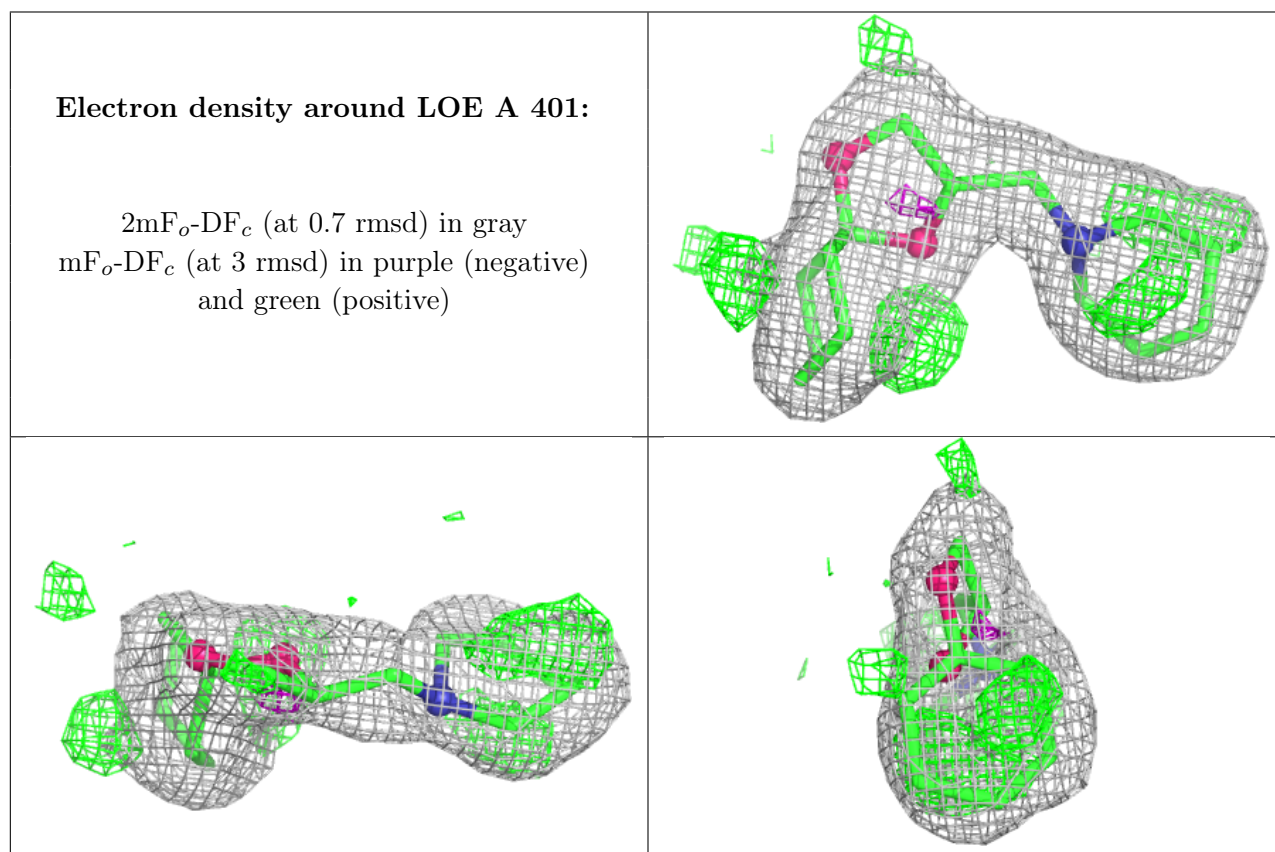 Electron density around LOE A 401:
2mFo-DFc (at 0.7 rmsd) in gray
mFo-DFc (at 3 rmsd) in purple (negative)
and green (positive)